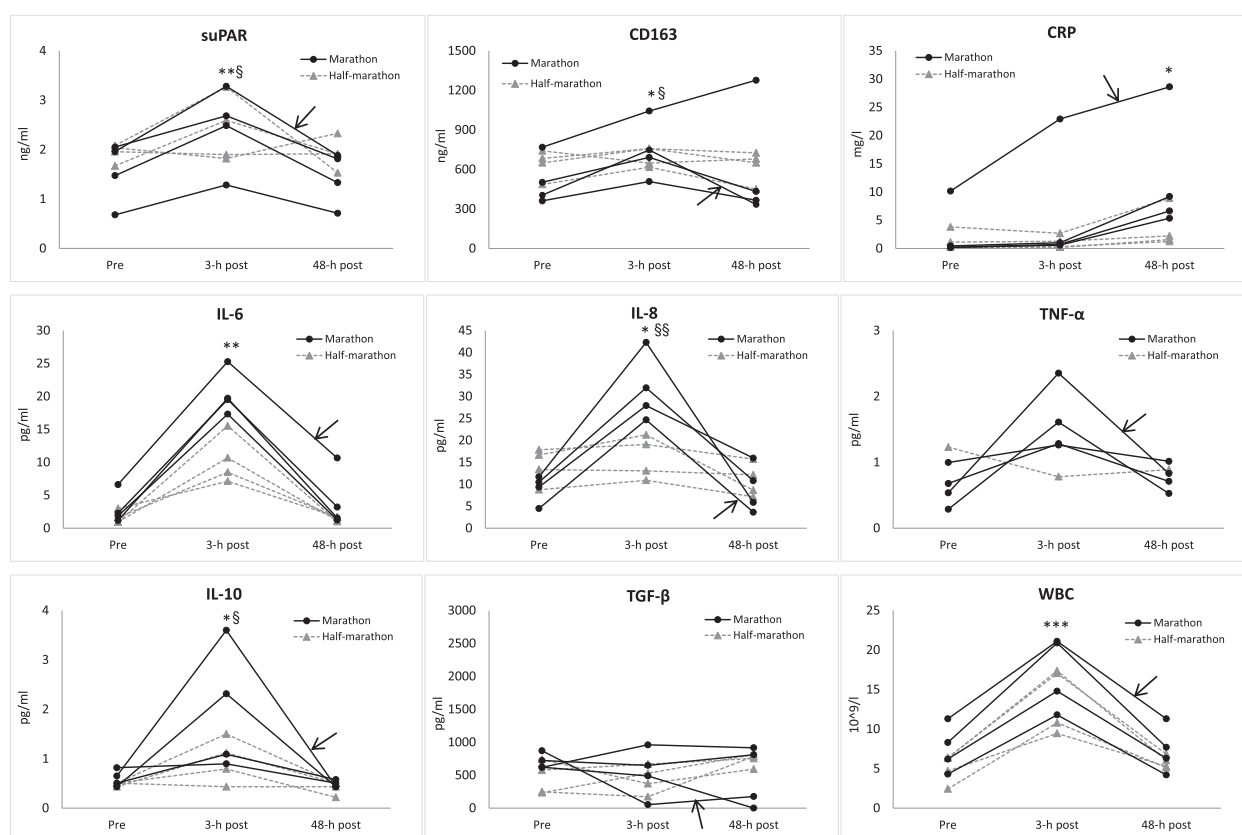 suPAR
4
3
2
1
0
ng/ml
**§
Marathon
Half-marathon
Pre
3-h post
48-h post
CD163
1500
1200
900
600
300
0
ng/ml
*§
Marathon
Half-marathon
Pre
3-h post
48-h post
CRP
35
30
25
20
15
10
5
0
mg/l
*
Marathon
Half-marathon
Pre
3-h post
48-h post
IL-6
30
25
20
15
10
5
0
pg/ml
**
Marathon
Half-marathon
Pre
3-h post
48-h post
IL-8
45
40
35
30
25
20
15
10
5
0
pg/ml
* §§
Marathon
Half-marathon
Pre
3-h post
48-h post
TNF-α
3
2
1
0
pg/ml
Marathon
Half-marathon
Pre
3-h post
48-h post
IL-10
4
3
2
1
0
pg/ml
*§
Marathon
Half-marathon
Pre
3-h post
48-h post
TGF-β
3000
2500
2000
1500
1000
500
0
pg/ml
Marathon
Half-marathon
Pre
3-h post
48-h post
WBC
25
20
15
10
5
0
10^9/l
***
Marathon
Half-marathon
Pre
3-h post
48-h post